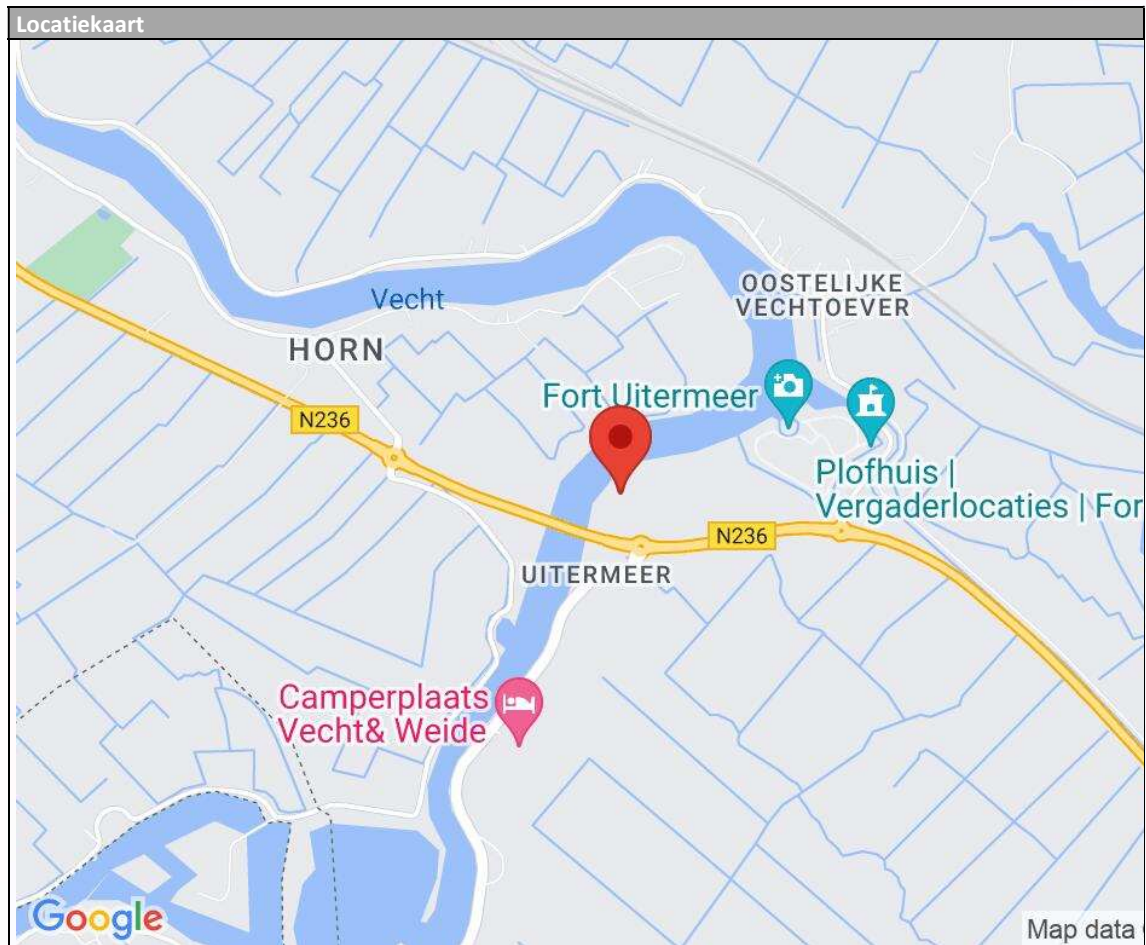 Locatiekaart
OOSTELIJKE
VECHTOEVER
Vecht
HORN
Fort Uitermeer
N236
Plofhuis |
Vergaderlocaties | For
N236
UITERMEER
Camperplaats
Vecht& Weide
Google
Map data